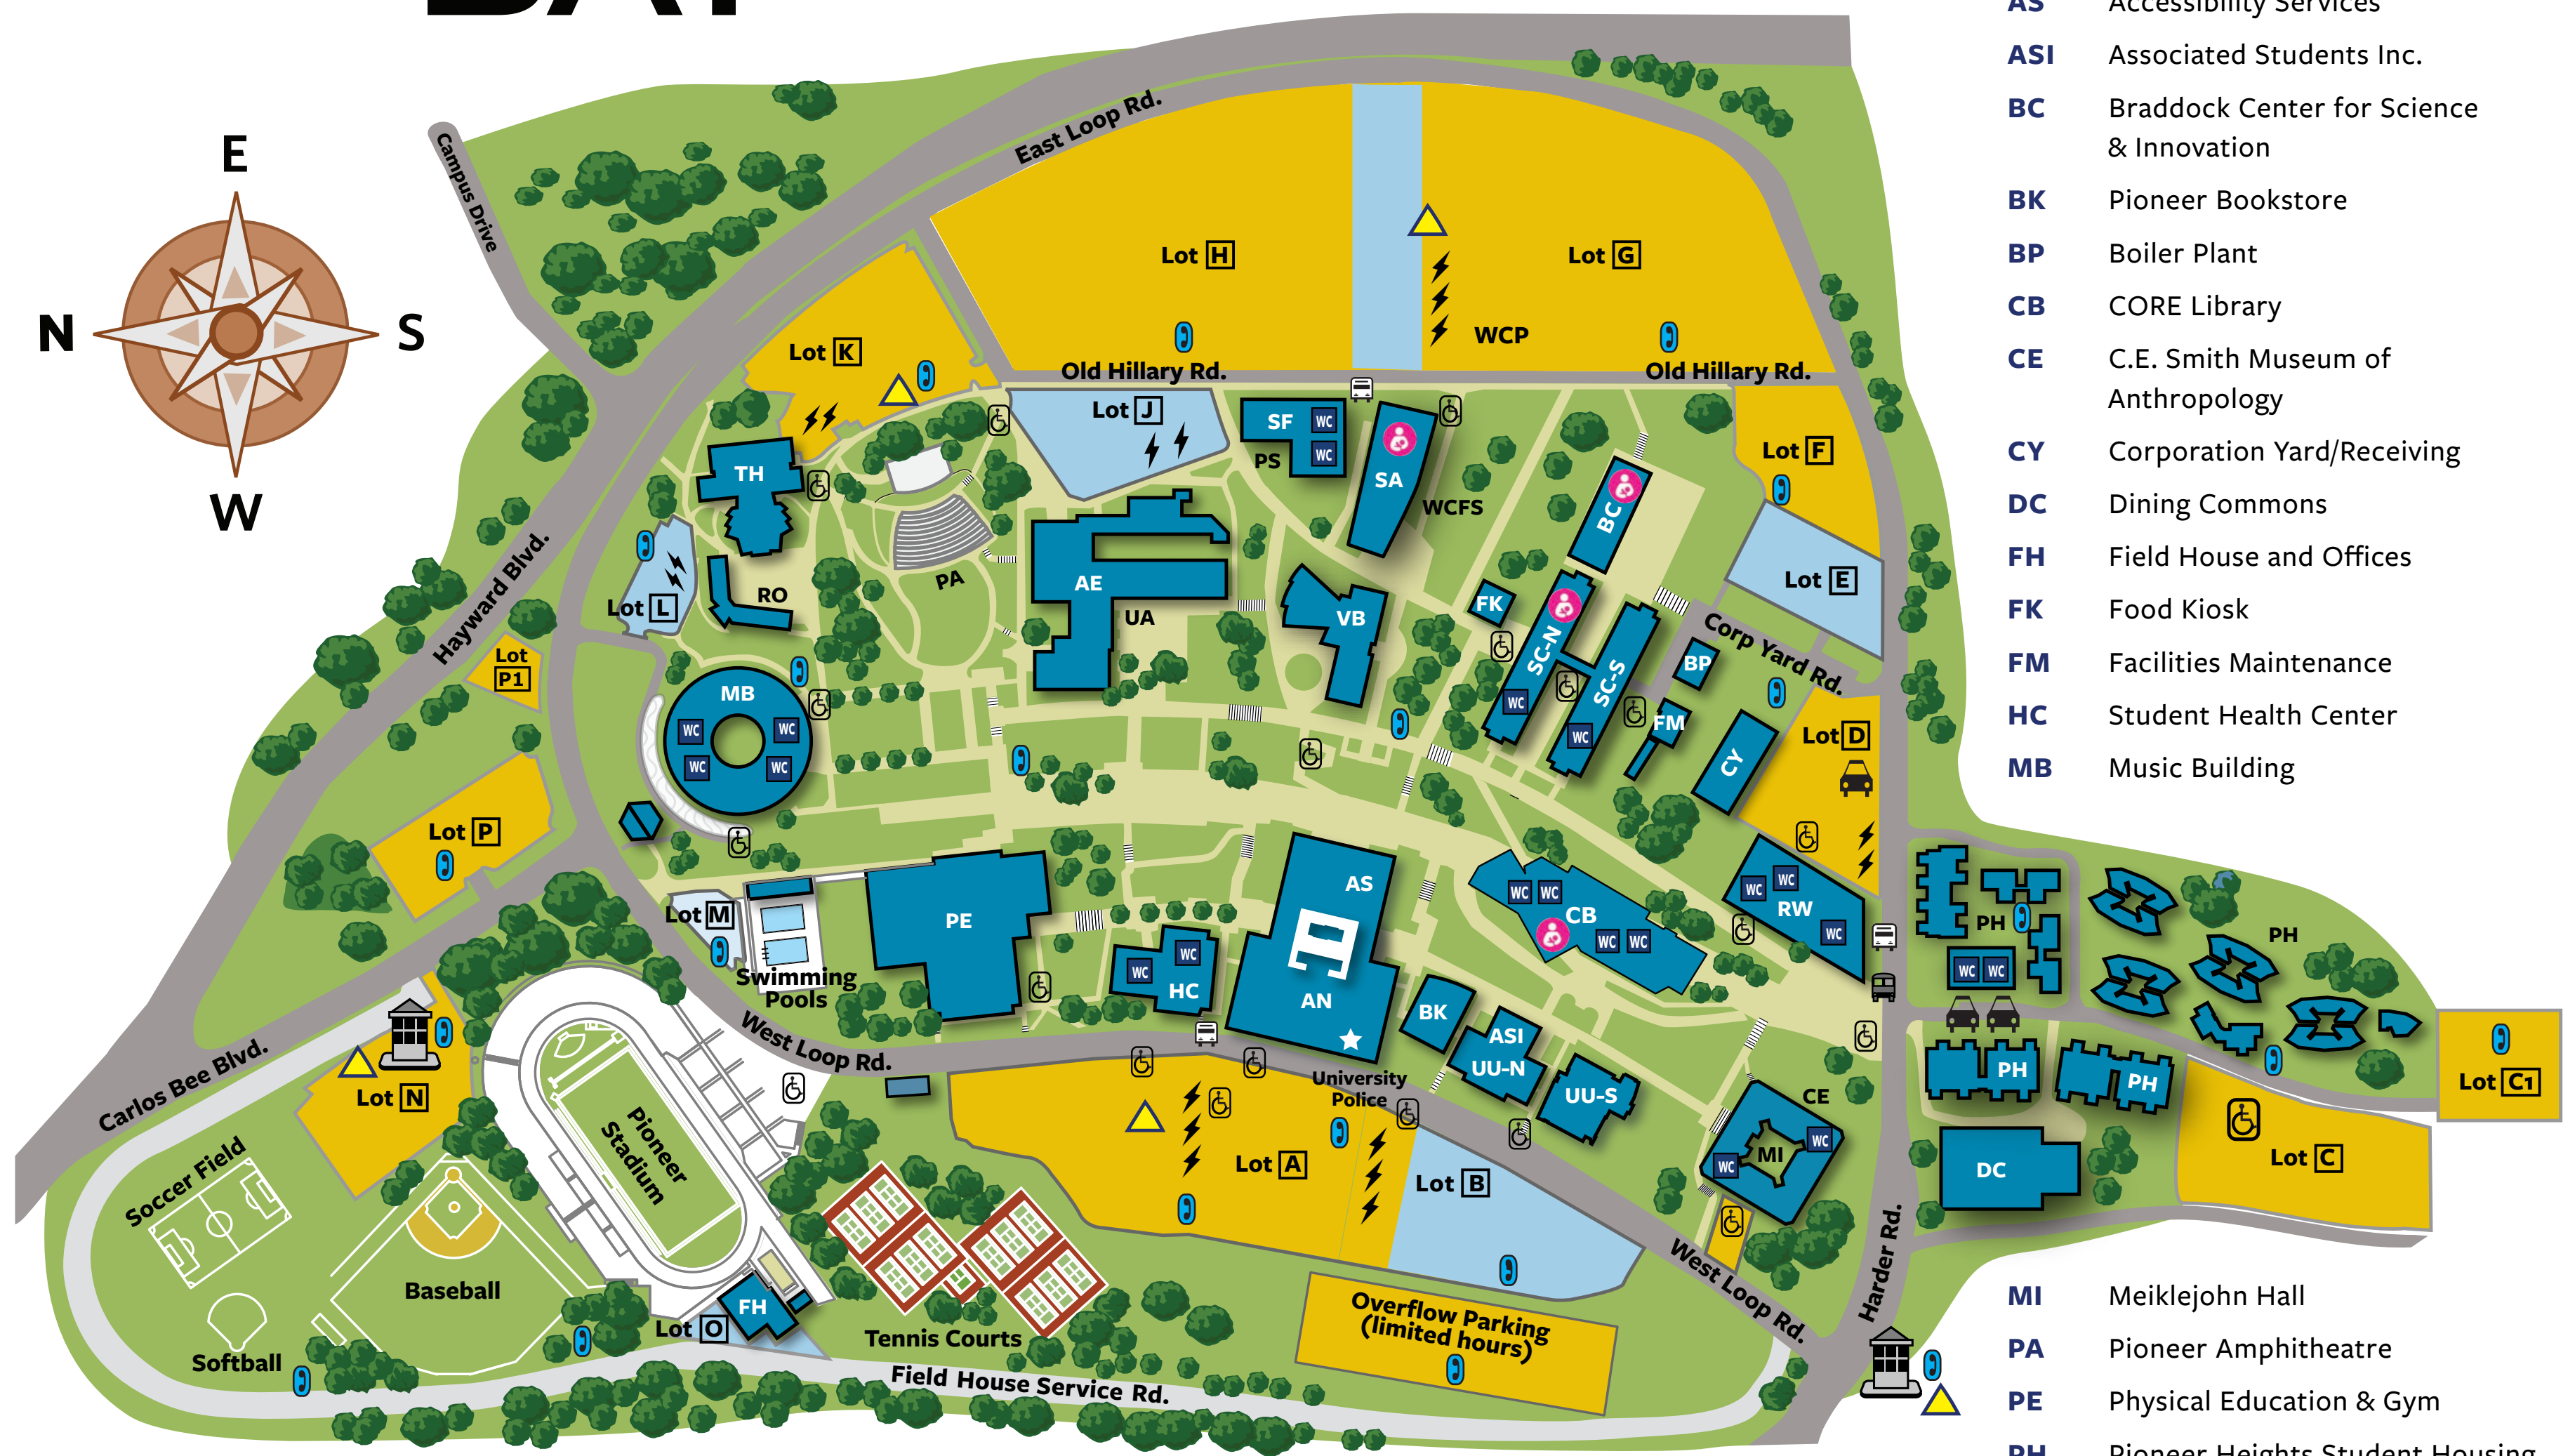 E
N
S
W
Campus Drive
East Loop Rd.
Lot H
Lot G
WCP
Lot K
Old Hillary Rd.
Old Hillary Rd.
Lot J
SF
WC
PS
WC
SA
WCFS
BC
Lot F
Lot E
TH
Hayward Blvd.
Lot L
RO
PA
AE
UA
VB
FK
SC-N
WC
SC-S
WC
Corp Yard Rd.
BP
FM
CY
Lot D
Lot
P1
MB
WC
WC
WC
WC
Lot P
Lot M
Swimming
Pools
PE
WC
WC
HC
AS
AN
WC
WC
CB
WC
WC
WC
WC
RW
WC
PH
WC
WC
PH
BK
ASI
UU-N
UU-S
PH
PH
Lot C1
Carlos Bee Blvd.
West Loop Rd.
Lot N
Pioneer
Stadium
Soccer Field
University
Police
CE
WC
WC
MI
DC
Lot C
Lot A
Lot B
Baseball
Softball
FH
Lot O
Tennis Courts
Field House Service Rd.
Overflow Parking
(limited hours)
West Loop Rd.
Harder Rd.
AS Accessibility Services
ASI Associated Students Inc.
BC Braddock Center for Science
& Innovation
BK Pioneer Bookstore
BP Boiler Plant
CB CORE Library
CE C.E. Smith Museum of
Anthropology
CY Corporation Yard/Receiving
DC Dining Commons
FH Field House and Offices
FK Food Kiosk
FM Facilities Maintenance
HC Student Health Center
MB Music Building
MI Meiklejohn Hall
PA Pioneer Amphitheatre
PE Physical Education & Gym
PH Pioneer Heights Student Housing